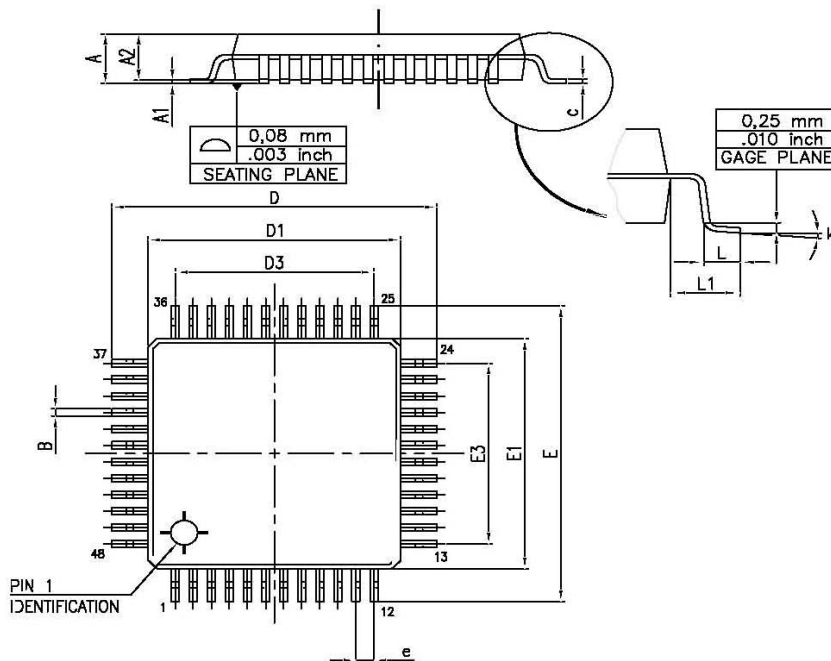 A
A2
A1
c
0,08 mm
.003 inch
SEATING PLANE
0,25 mm
.010 inch
GAGE PLANE
k
L
L1
D
D1
D3
36
25
37
24
B
E3
E1
E
48
13
PIN 1
IDENTIFICATION
1
12
e